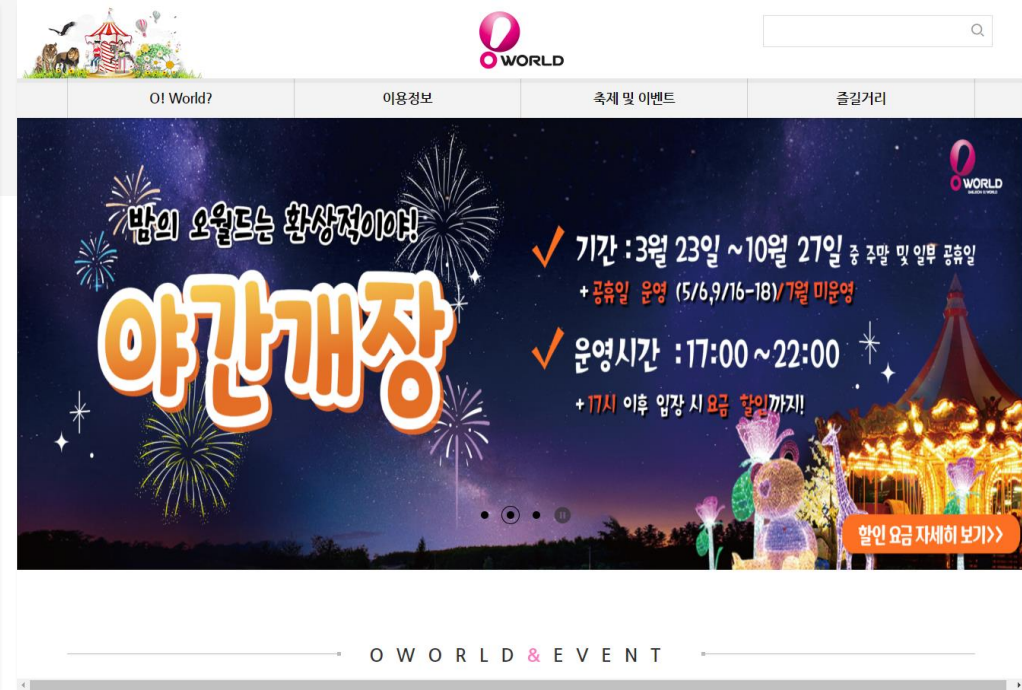 WORLD
O! World?
이용정보
축제 및 이벤트
즐길거리
WORLD
밤의 오월드는 환상적이야!
야간개장
기간 : 3월 23일 ~10월 27일 중 주말 및 일부 공휴일
+ 공휴일 운영 (5/6,9/16-18)/7월 미운영
운영시간 : 17:00 ~ 22:00
+ 17시 이후 입장 시 요금 할인까지!
할인 요금 자세히 보기>>
OWORLD&EVENT